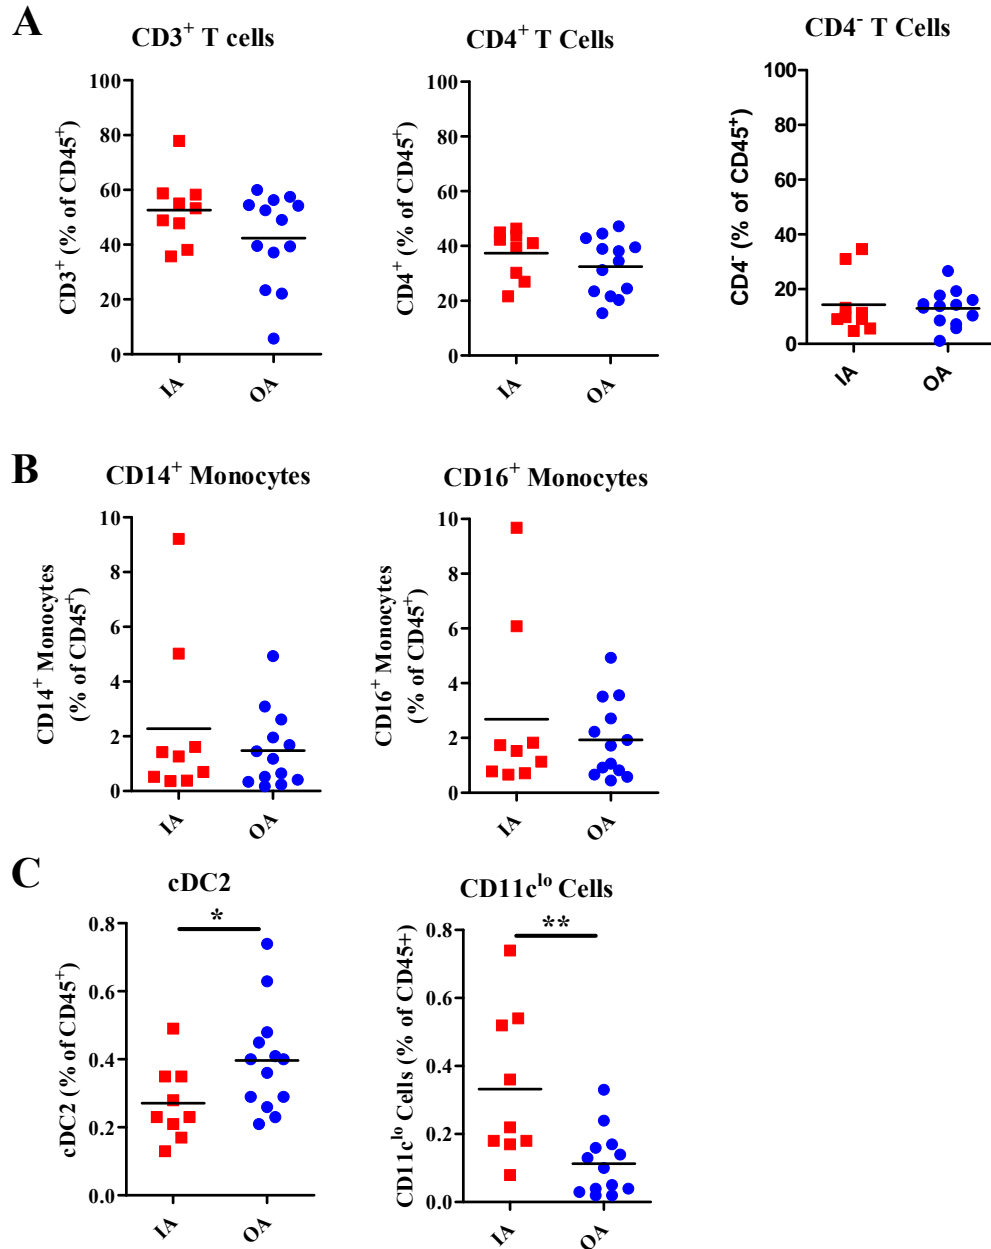 A
CD3⁺ T cells
CD4⁺ T Cells
CD4⁻ T Cells
CD3⁺ (% of CD45⁺)
100
80
60
40
20
0
IA
OA
CD4⁺ (% of CD45⁺)
100
80
60
40
20
0
IA
OA
CD4⁻ (% of CD45⁺)
100
80
60
40
20
0
IA
OA
B
CD14⁺ Monocytes
CD16⁺ Monocytes
CD14⁺ Monocytes
(% of CD45⁺)
10
8
6
4
2
0
IA
OA
CD16⁺ Monocytes
(% of CD45⁺)
10
8
6
4
2
0
IA
OA
C
cDC2
CD11cˡᵒ Cells
cDC2 (% of CD45⁺)
0.8
0.6
0.4
0.2
0.0
*
IA
OA
CD11cˡᵒ Cells (% of CD45+)
0.8
0.6
0.4
0.2
0.0
**
IA
OA